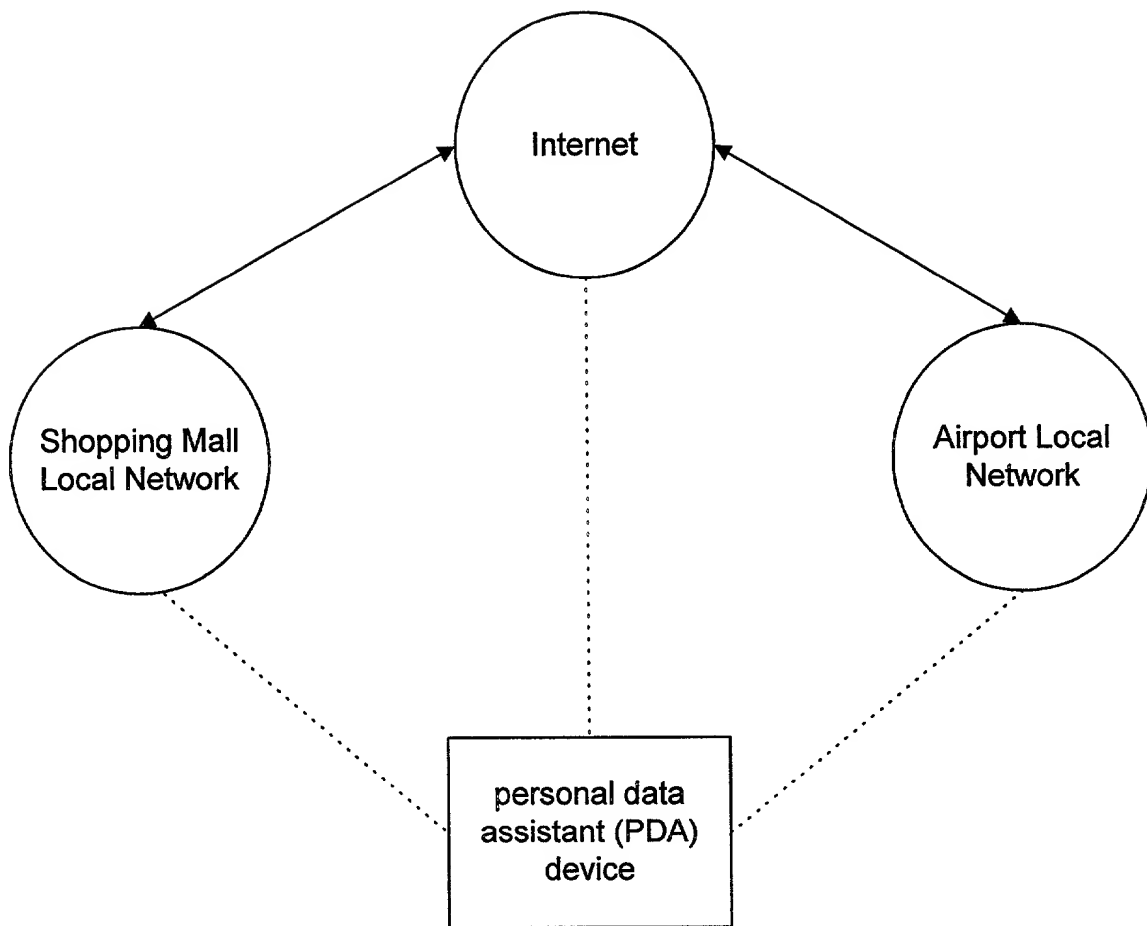 Internet
Shopping Mall
Local Network
Airport Local
Network
personal data
assistant (PDA)
device